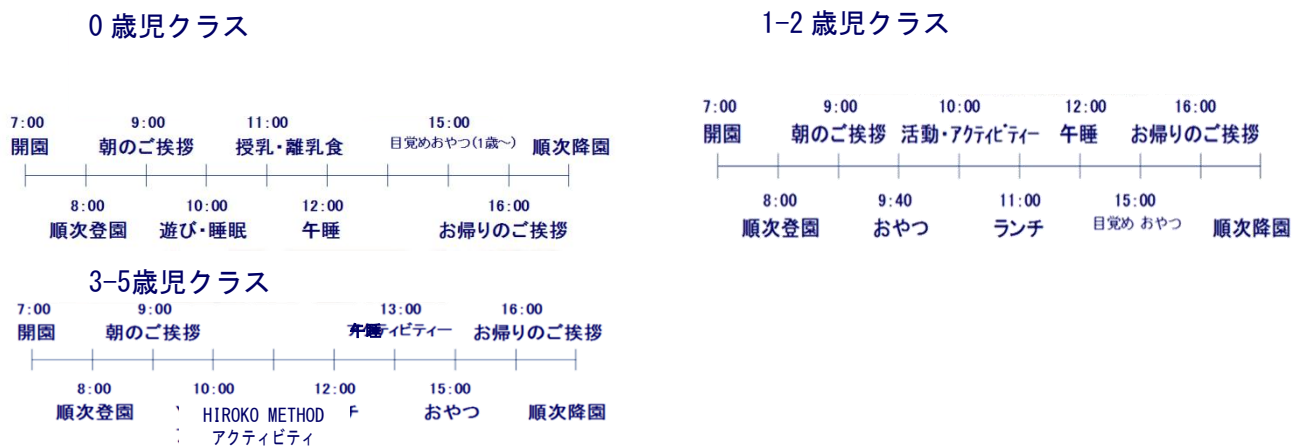 0歳児クラス
7:00 9:00 11:00 15:00
開園 朝のご挨拶 授乳・離乳食 目覚めおやつ(1歳～) 順次降園
8:00 10:00 12:00 16:00
順次登園 遊び・睡眠 午睡 お帰りのご挨拶
1-2歳児クラス
7:00 9:00 10:00 12:00 16:00
開園 朝のご挨拶 活動・アクティビティー 午睡 お帰りのご挨拶
8:00 9:40 11:00 15:00
順次登園 おやつ ランチ 目覚め おやつ 順次降園
3-5歳児クラス
7:00 9:00 13:00 16:00
開園 朝のご挨拶 午睡 ティビティー お帰りのご挨拶
8:00 10:00 12:00 15:00
順次登園 HIROKO METHOD おやつ 順次降園
アクティビティ